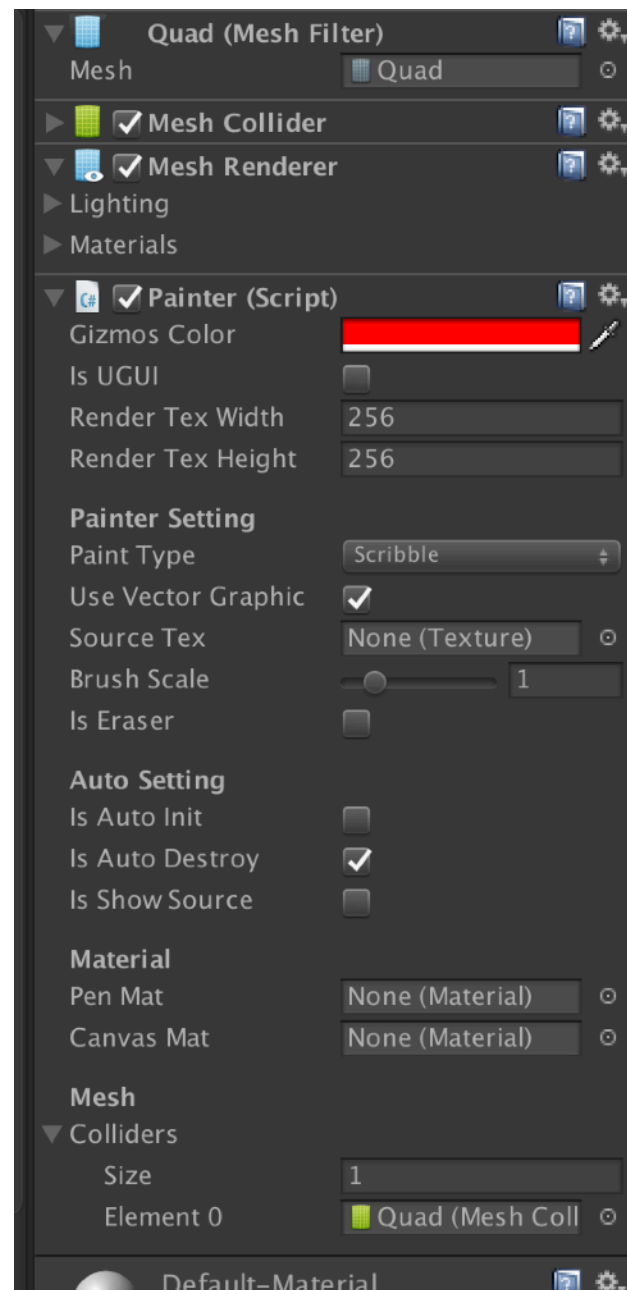 Quad (Mesh Filter)
Mesh Quad
Mesh Collider
Mesh Renderer
Lighting
Materials
C# Painter (Script)
Gizmos Color
Is UGUI
Render Tex Width 256
Render Tex Height 256
Painter Setting
Paint Type Scribble
Use Vector Graphic
Source Tex None (Texture)
Brush Scale 1
Is Eraser
Auto Setting
Is Auto Init
Is Auto Destroy
Is Show Source
Material
Pen Mat None (Material)
Canvas Mat None (Material)
Mesh
Colliders
Size 1
Element 0 Quad (Mesh Coll
Default-Material